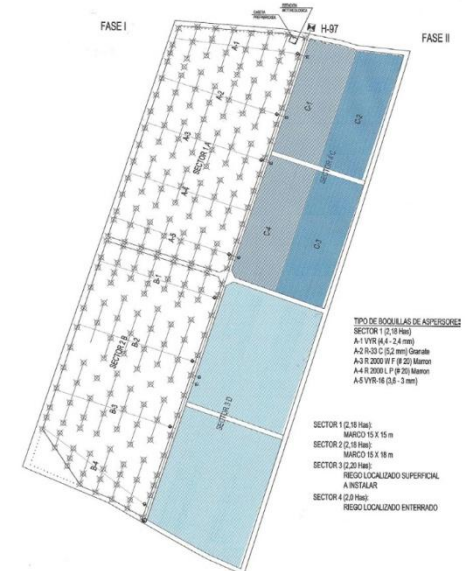 FASE I
CASETA
H-97
FASE II
A-1
A-2
A-3
SECTOR 1 A
A-4
A-5
C-1
C-2
C-4
C-3
B-1
B-2
SECTOR 2 B
B-3
B-4
SECTOR 3 D
TIPO DE BOQUILLAS DE ASPERSORES
SECTOR 1 (2,18 Has)
A-1 VYR (4,4 - 2,4 mm)
A-2 R-33 C (5,2 mm) Granate
A-3 R 2000 W F (# 20) Marron
A-4 R 2000 L P (# 20) Marron
A-5 VYR-16 (3,6 - 3 mm)
SECTOR 1 (2,18 Has):
MARCO 15 X 15 m
SECTOR 2 (2,18 Has):
MARCO 15 X 18 m
SECTOR 3 (2,20 Has):
RIEGO LOCALIZADO SUPERFICIAL
A INSTALAR
SECTOR 4 (2,0 Has):
RIEGO LOCALIZADO ENTERRADO